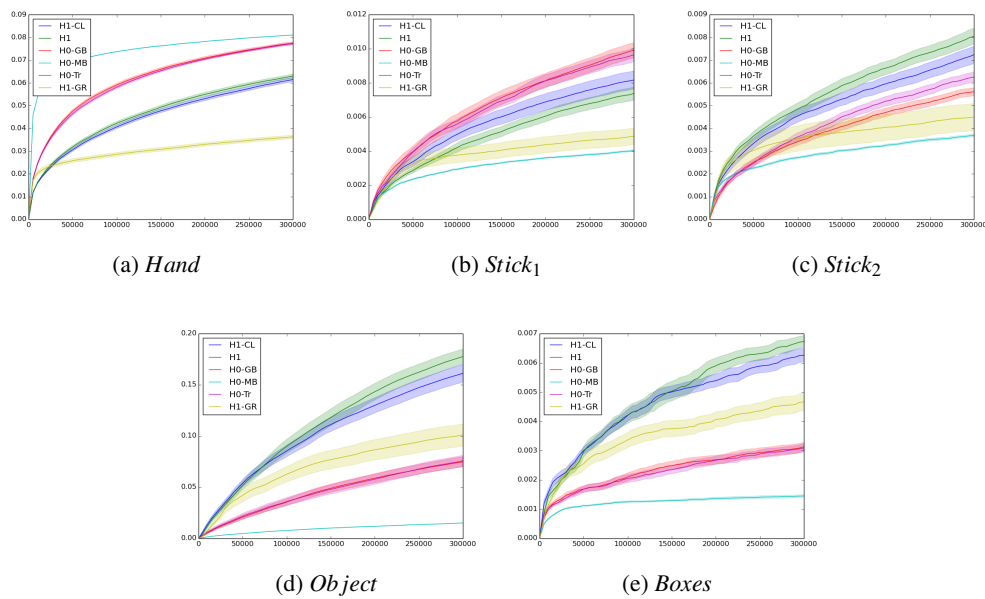 0.09
0.08
0.07
0.06
0.05
0.04
0.03
0.02
0.01
0.00
H1-CL
H1
H0-GB
H0-MB
H0-Tr
H1-GR
0 50000 100000 150000 200000 250000 300000
(a) Hand
0.012
0.010
0.008
0.006
0.004
0.002
0.000
H1-CL
H1
H0-GB
H0-MB
H0-Tr
H1-GR
0 50000 100000 150000 200000 250000 300000
(b) Stick₁
0.009
0.008
0.007
0.006
0.005
0.004
0.003
0.002
0.001
0.000
H1-CL
H1
H0-GB
H0-MB
H0-Tr
H1-GR
0 50000 100000 150000 200000 250000 300000
(c) Stick₂
0.20
0.15
0.10
0.05
0.00
H1-CL
H1
H0-GB
H0-MB
H0-Tr
H1-GR
0 50000 100000 150000 200000 250000 300000
(d) Object
0.007
0.006
0.005
0.004
0.003
0.002
0.001
0.000
H1-CL
H1
H0-GB
H0-MB
H0-Tr
H1-GR
0 50000 100000 150000 200000 250000 300000
(e) Boxes